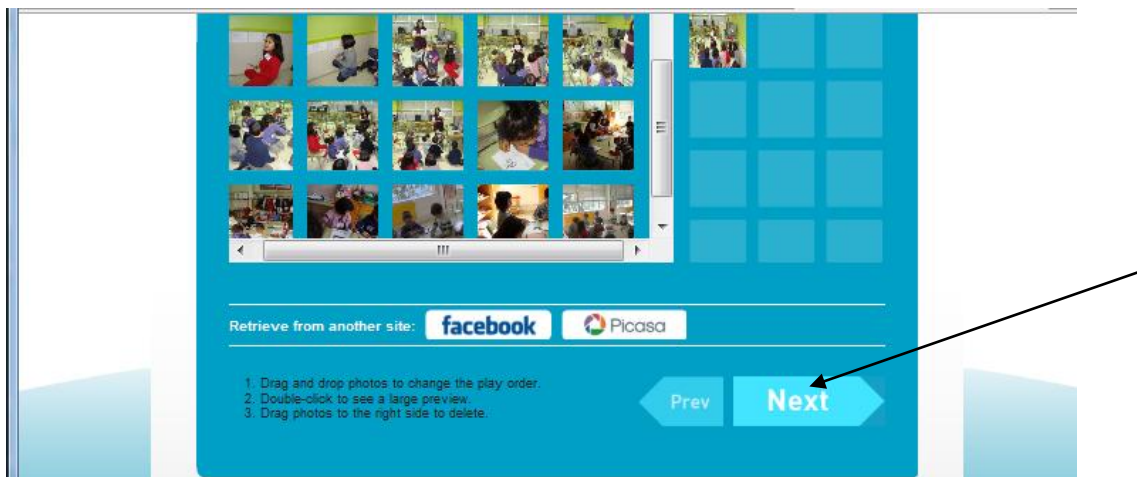 Retrieve from another site: facebook Picasa
1. Drag and drop photos to change the play order.
2. Double-click to see a large preview.
3. Drag photos to the right side to delete.
Prev Next